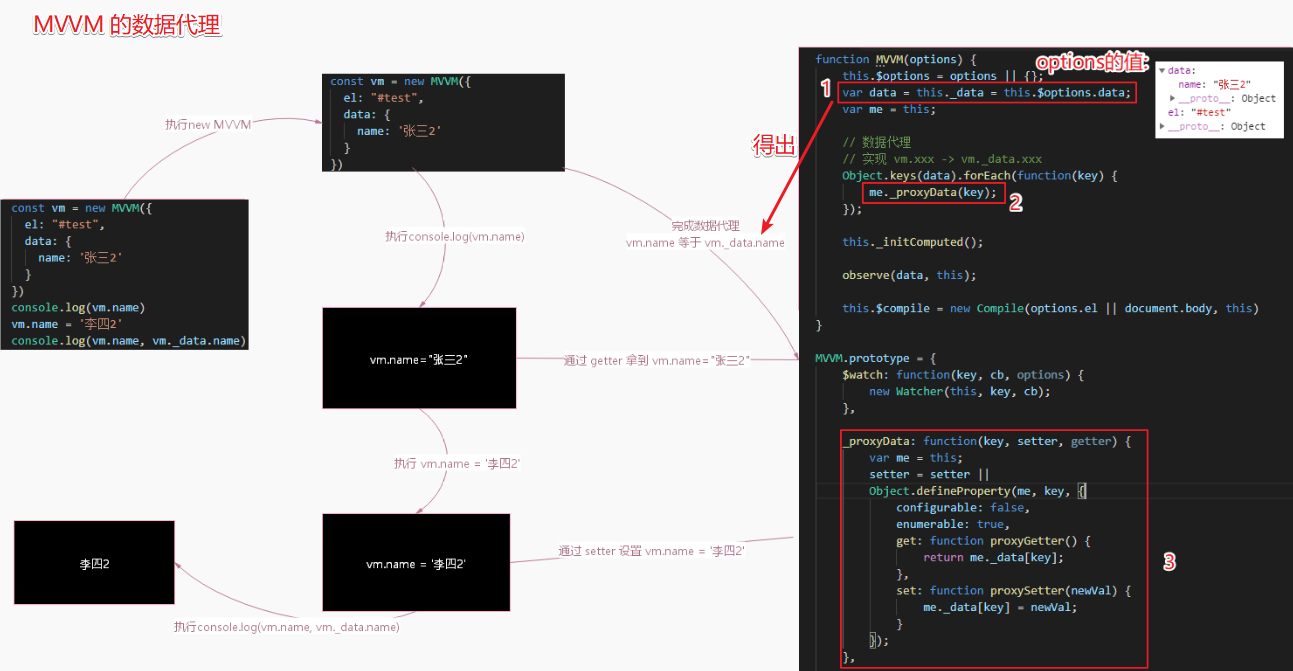 MVVM 的数据代理
执行new MVVM
const vm = new MVVM({
el: "#test",
data: {
name: '张三2'
}
})
console.log(vm.name)
vm.name = '李四2'
console.log(vm.name, vm._data.name)
const vm = new MVVM({
el: "#test",
data: {
name: '张三2'
}
})
执行console.log(vm.name)
完成数据代理
vm.name 等于 vm._data.name
得出
vm.name="张三2"
通过 getter 拿到 vm.name="张三2"
执行 vm.name = '李四2'
vm.name = '李四2'
通过 setter 设置 vm.name = '李四2'
李四2
执行console.log(vm.name, vm._data.name)
function MVVM(options) {
this.$options = options || {};
var data = this._data = this.$options.data;
var me = this;
// 数据代理
// 实现 vm.xxx -> vm._data.xxx
Object.keys(data).forEach(function(key) {
me._proxyData(key);
});
this._initComputed();
observe(data, this);
this.$compile = new Compile(options.el || document.body, this)
}
MVVM.prototype = {
$watch: function(key, cb, options) {
new Watcher(this, key, cb);
},
_proxyData: function(key, setter, getter) {
var me = this;
setter = setter ||
Object.defineProperty(me, key, {
configurable: false,
enumerable: true,
get: function proxyGetter() {
return me._data[key];
},
set: function proxySetter(newVal) {
me._data[key] = newVal;
}
});
},
1
2
3
options的值:
data:
name: "张三2"
__proto__: Object
el: "#test"
__proto__: Object